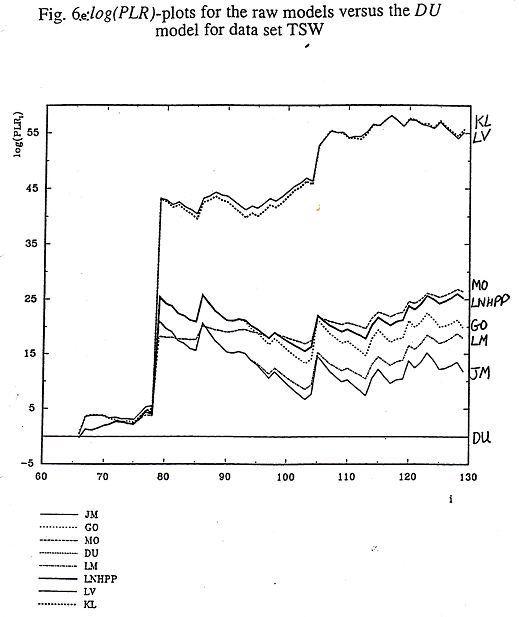 Fig. 6e: log(PLR)-plots for the raw models versus the DU
model for data set TSW
log(PLRᵢ)
55
45
35
25
15
5
−5
60
70
80
90
100
110
120
130
i
KL
LV
MO
LNHPP
GO
LM
JM
DU
JM
GO
MO
DU
LM
LNHPP
LV
KL